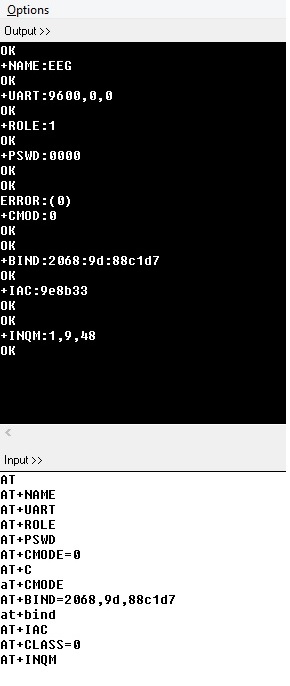 Options
Output >>
OK
+NAME:EEG
OK
+UART:9600,0,0
OK
+ROLE:1
OK
+PSWD:0000
OK
OK
ERROR:(0)
+CMOD:0
OK
OK
+BIND:2068:9d:88c1d7
OK
+IAC:9e8b33
OK
OK
+INQM:1,9,48
OK
<
Input >>
AT
AT+NAME
AT+UART
AT+ROLE
AT+PSWD
AT+CMODE=0
AT+C
aT+CMODE
AT+BIND=2068,9d,88c1d7
at+bind
AT+IAC
AT+CLASS=0
AT+INQM